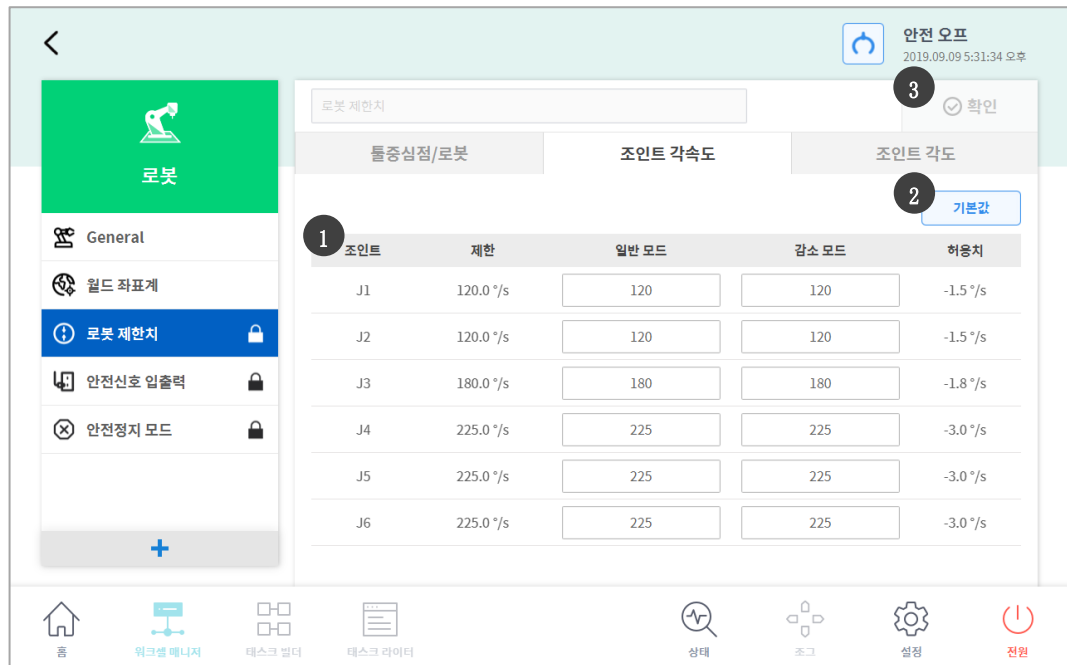 안전 오프
2019.09.09 5:31:34 오후
로봇
General
월드 좌표계
로봇 제한치
안전신호 입출력
안전정지 모드
로봇 제한치
3
확인
툴중심점/로봇 조인트 각속도 조인트 각도
2
기본값
1
조인트 제한 일반 모드 감소 모드 허용치
J1 120.0 °/s 120 120 -1.5 °/s
J2 120.0 °/s 120 120 -1.5 °/s
J3 180.0 °/s 180 180 -1.8 °/s
J4 225.0 °/s 225 225 -3.0 °/s
J5 225.0 °/s 225 225 -3.0 °/s
J6 225.0 °/s 225 225 -3.0 °/s
홈 워크셀 매니저 태스크 빌더 태스크 라이터 상태 조그 설정 전원